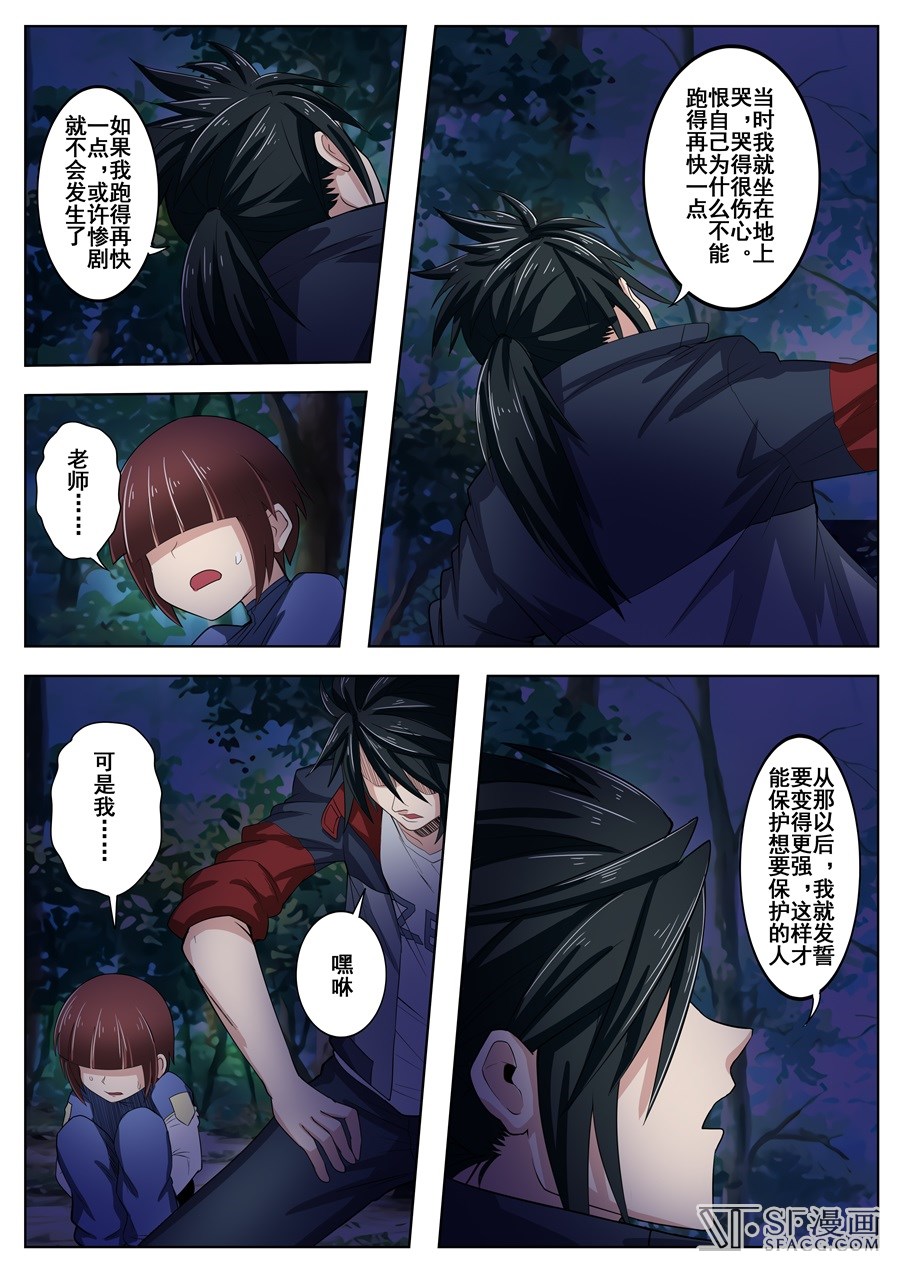 当时我就坐在地上
哭，哭得很伤心。
恨自己为什么不能
跑得再快一点
如果我跑得再快
一点，或许惨剧
就不会发生了
老师……
从那以后，我就发誓
要变得更强，这样才
能保护想要保护的人
嘿咻
可是我……
SF漫画
SFACG.COM